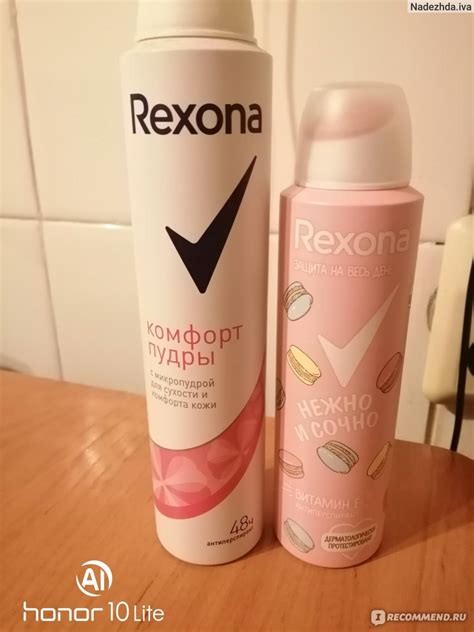 Nadezhda.iva
Rexona
комфорт
пудры
с микропудрой
для сухости и
комфорта кожи
48ч
антиперспирант
Rexona
ЗАЩИТА НА ВЕСЬ ДЕНЬ
НЕЖНО
И СОЧНО
ВИТАМИН Е
АНТИПЕРСПИРАНТ
ДЕРМАТОЛОГИЧЕСКИ
ПРОТЕСТИРОВАНО
AI
honor 10 Lite
I RECOMMEND.RU